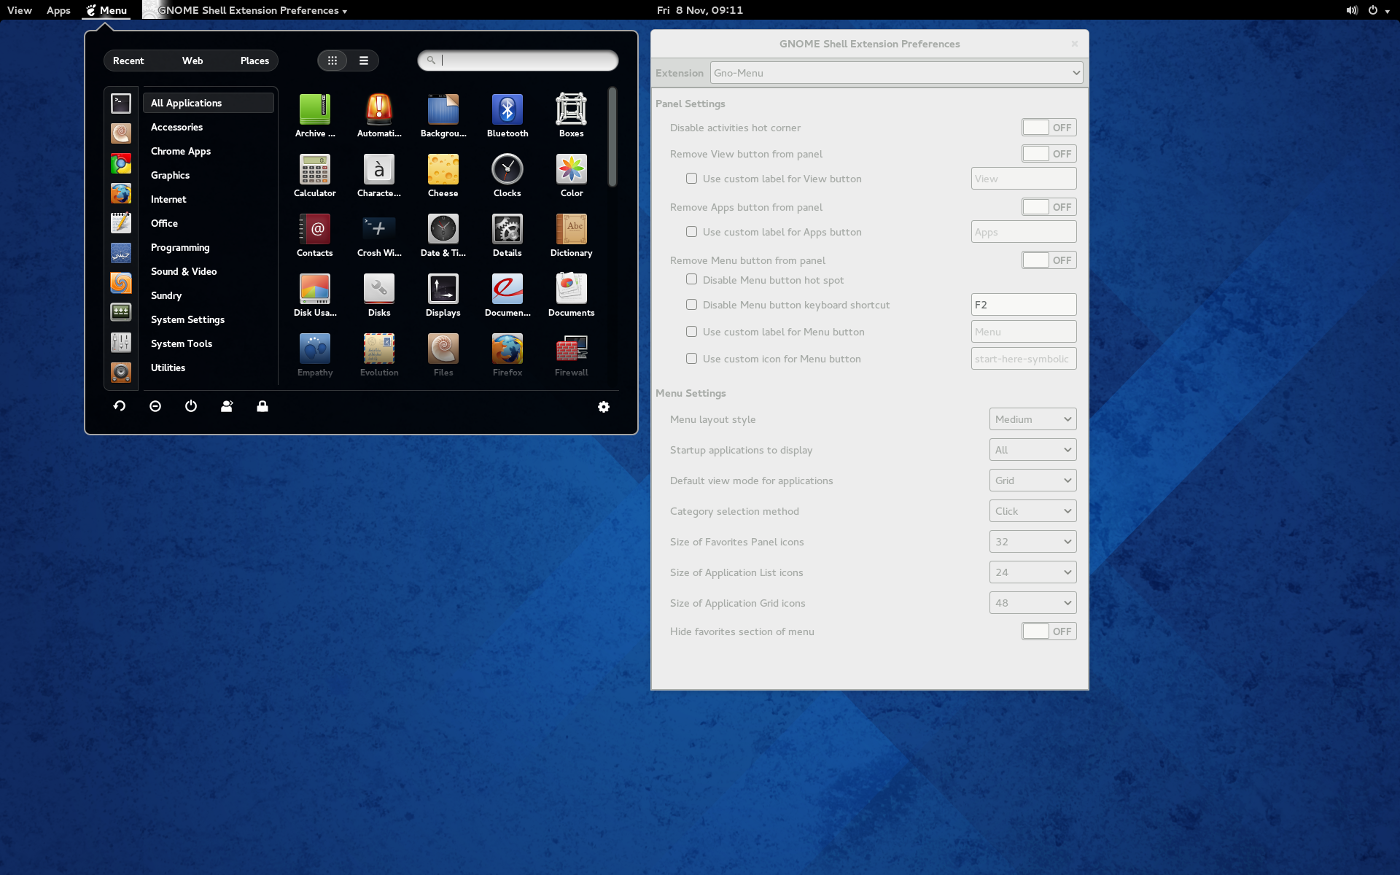 View Apps Menu GNOME Shell Extension Preferences Fri 8 Nov, 09:11
Recent Web Places
All Applications
Accessories
Chrome Apps
Graphics
Internet
Office
Programming
Sound & Video
Sundry
System Settings
System Tools
Utilities
Archive ... Automati... Backgrou... Bluetooth Boxes
Calculator Characte... Cheese Clocks Color
Contacts Crosh Wi... Date & Ti... Details Dictionary
Disk Usa... Disks Displays Documen... Documents
Empathy Evolution Files Firefox Firewall
GNOME Shell Extension Preferences
Extension Gno-Menu
Panel Settings
Disable activities hot corner OFF
Remove View button from panel OFF
Use custom label for View button View
Remove Apps button from panel OFF
Use custom label for Apps button Apps
Remove Menu button from panel OFF
Disable Menu button hot spot
Disable Menu button keyboard shortcut F2
Use custom label for Menu button Menu
Use custom icon for Menu button start-here-symbolic
Menu Settings
Menu layout style Medium
Startup applications to display All
Default view mode for applications Grid
Category selection method Click
Size of Favorites Panel icons 32
Size of Application List icons 24
Size of Application Grid icons 48
Hide favorites section of menu OFF